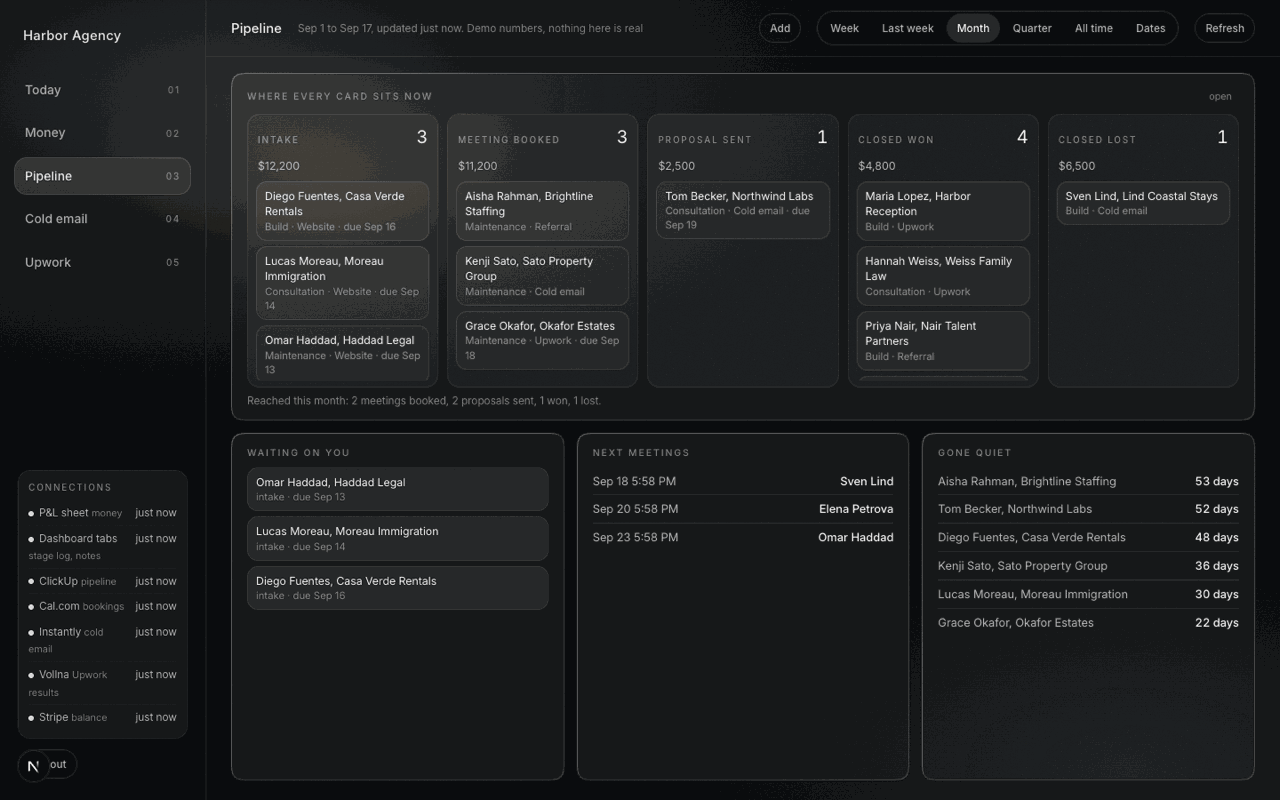 Harbor Agency
Today 01
Money 02
Pipeline 03
Cold email 04
Upwork 05
CONNECTIONS
P&L sheet money just now
Dashboard tabs just now
stage log, notes
ClickUp pipeline just now
Cal.com bookings just now
Instantly cold just now
email
Vollna Upwork just now
results
Stripe balance just now
N out
Pipeline Sep 1 to Sep 17, updated just now. Demo numbers, nothing here is real
Add Week Last week Month Quarter All time Dates Refresh
WHERE EVERY CARD SITS NOW open
INTAKE 3
$12,200
Diego Fuentes, Casa Verde
Rentals
Build · Website · due Sep 16
Lucas Moreau, Moreau
Immigration
Consultation · Website · due Sep
14
Omar Haddad, Haddad Legal
Maintenance · Website · due Sep
13
MEETING BOOKED 3
$11,200
Aisha Rahman, Brightline
Staffing
Maintenance · Referral
Kenji Sato, Sato Property
Group
Maintenance · Cold email
Grace Okafor, Okafor Estates
Maintenance · Upwork · due Sep
18
PROPOSAL SENT 1
$2,500
Tom Becker, Northwind Labs
Consultation · Cold email · due
Sep 19
CLOSED WON 4
$4,800
Maria Lopez, Harbor
Reception
Build · Upwork
Hannah Weiss, Weiss Family
Law
Consultation · Upwork
Priya Nair, Nair Talent
Partners
Build · Referral
CLOSED LOST 1
$6,500
Sven Lind, Lind Coastal Stays
Build · Cold email
Reached this month: 2 meetings booked, 2 proposals sent, 1 won, 1 lost.
WAITING ON YOU
Omar Haddad, Haddad Legal
intake · due Sep 13
Lucas Moreau, Moreau Immigration
intake · due Sep 14
Diego Fuentes, Casa Verde Rentals
intake · due Sep 16
NEXT MEETINGS
Sep 18 5:58 PM Sven Lind
Sep 20 5:58 PM Elena Petrova
Sep 23 5:58 PM Omar Haddad
GONE QUIET
Aisha Rahman, Brightline Staffing 53 days
Tom Becker, Northwind Labs 52 days
Diego Fuentes, Casa Verde Rentals 48 days
Kenji Sato, Sato Property Group 36 days
Lucas Moreau, Moreau Immigration 30 days
Grace Okafor, Okafor Estates 22 days